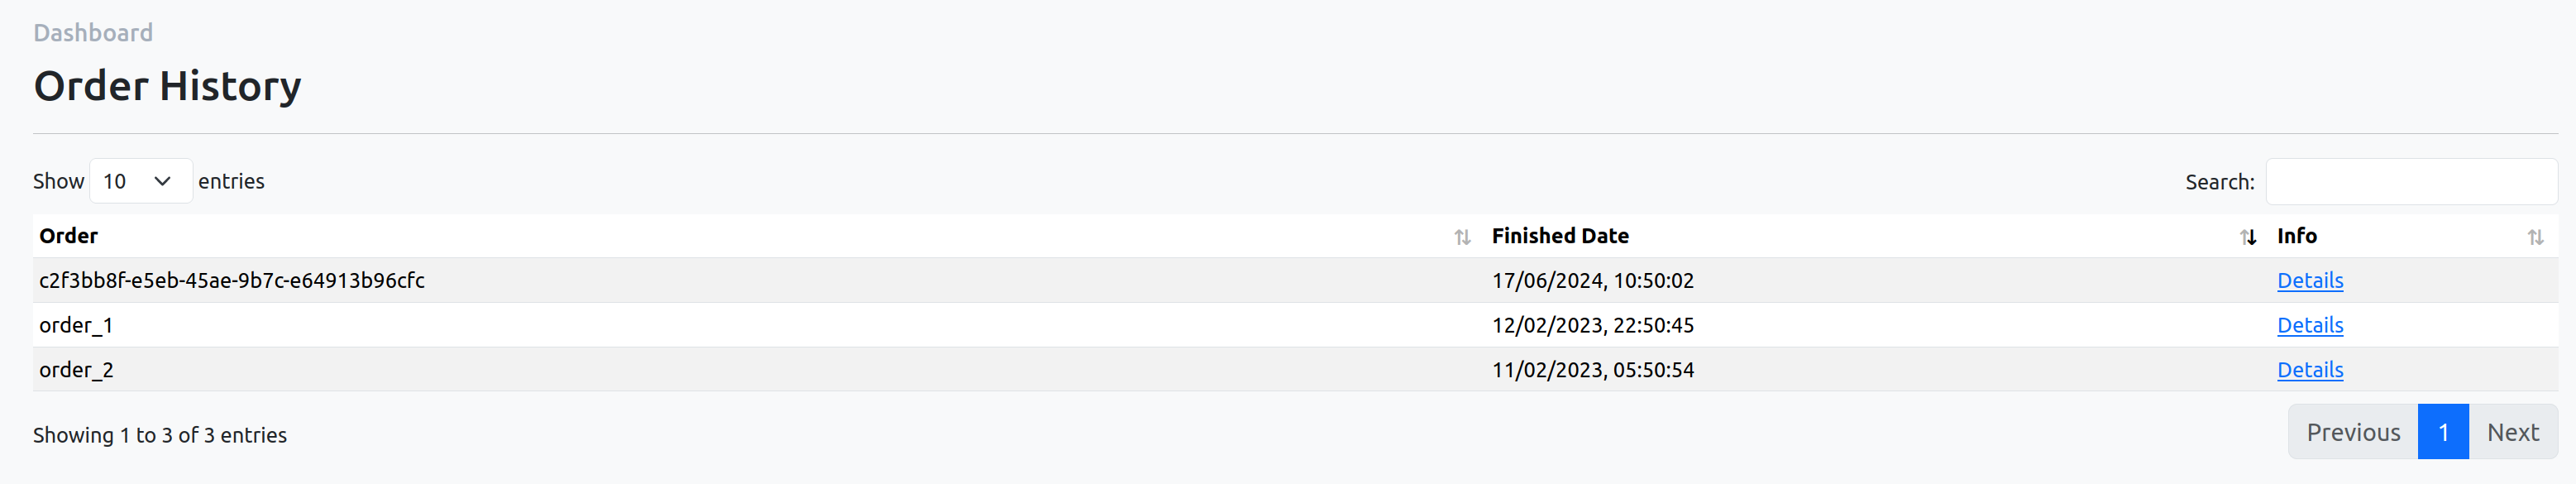 Dashboard
Order History
Show 10 entries Search:
Order Finished Date Info
c2f3bb8f-e5eb-45ae-9b7c-e64913b96cfc 17/06/2024, 10:50:02 Details
order_1 12/02/2023, 22:50:45 Details
order_2 11/02/2023, 05:50:54 Details
Showing 1 to 3 of 3 entries Previous 1 Next